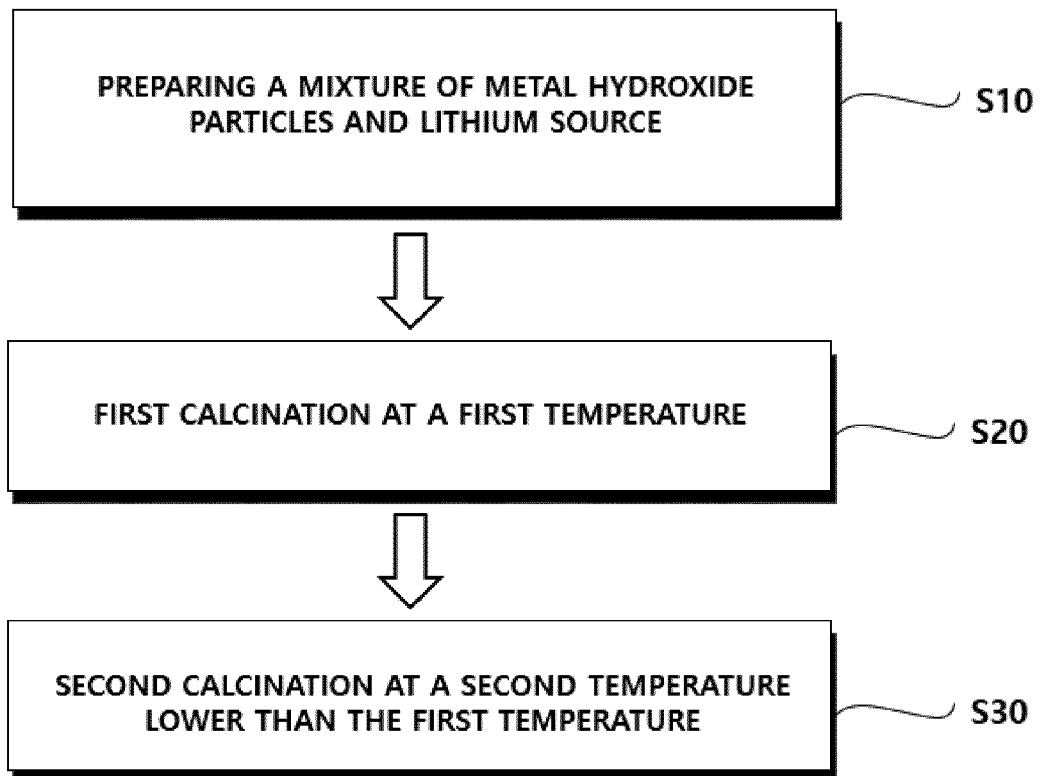 PREPARING A MIXTURE OF METAL HYDROXIDE
PARTICLES AND LITHIUM SOURCE
S10
FIRST CALCINATION AT A FIRST TEMPERATURE
S20
SECOND CALCINATION AT A SECOND TEMPERATURE
LOWER THAN THE FIRST TEMPERATURE
S30